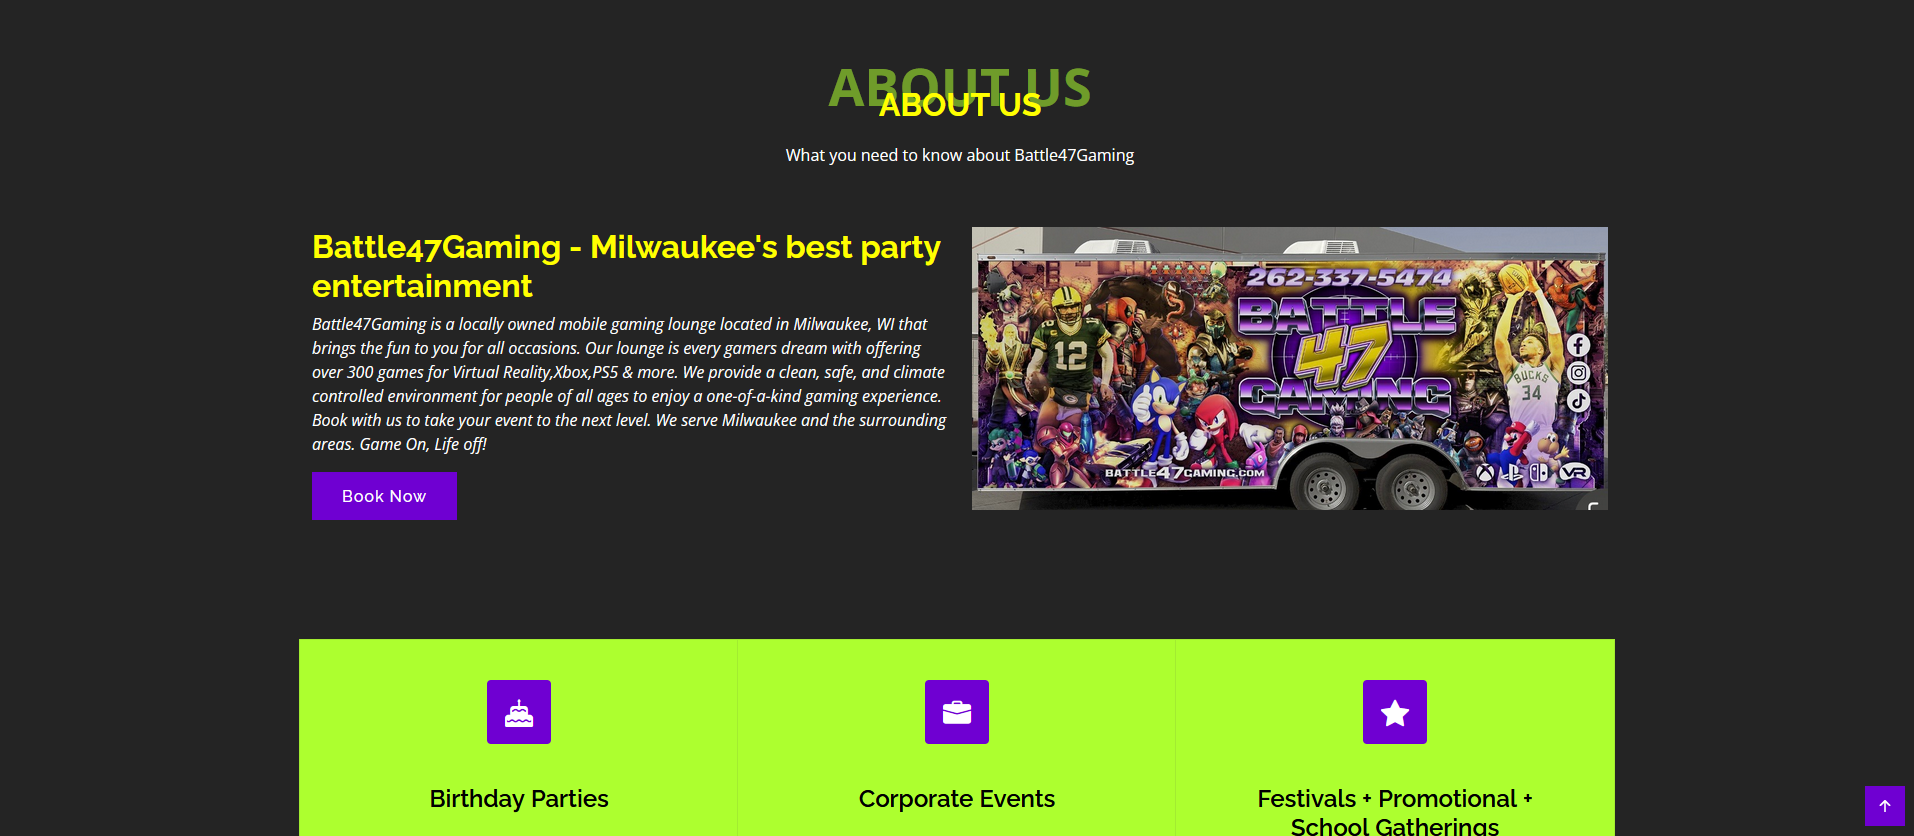 ABOUT US
ABOUT US
What you need to know about Battle47Gaming
Battle47Gaming - Milwaukee's best party
entertainment
Battle47Gaming is a locally owned mobile gaming lounge located in Milwaukee, WI that
brings the fun to you for all occasions. Our lounge is every gamers dream with offering
over 300 games for Virtual Reality,Xbox,PS5 & more. We provide a clean, safe, and climate
controlled environment for people of all ages to enjoy a one-of-a-kind gaming experience.
Book with us to take your event to the next level. We serve Milwaukee and the surrounding
areas. Game On, Life off!
Book Now
262-337-5474
BATTLE
47
GAMING
12
BUCKS
34
BATTLE47GAMING.COM
VR
Birthday Parties
Corporate Events
Festivals + Promotional +
School Gatherings